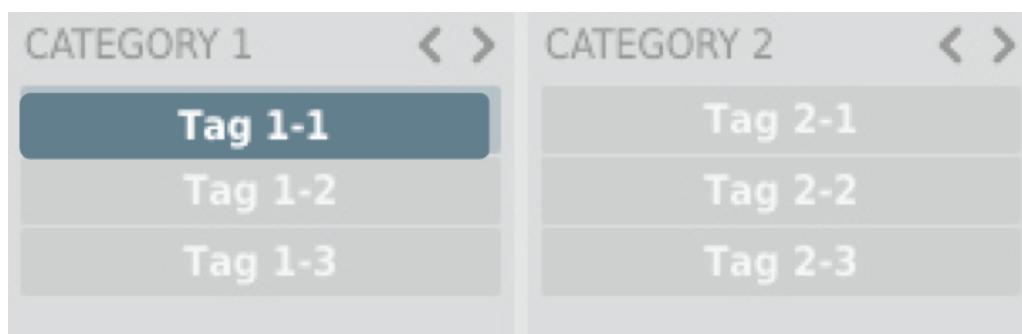 CATEGORY 1
Tag 1-1
Tag 1-2
Tag 1-3
CATEGORY 2
Tag 2-1
Tag 2-2
Tag 2-3